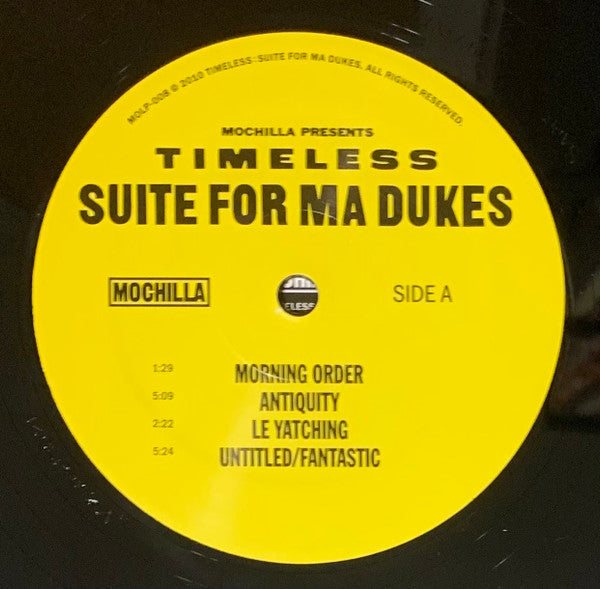 MOLP-008 © 2010 TIMELESS::SUITE FOR MA DUKES. ALL RIGHTS RESERVED.
MOCHILLA PRESENTS
TIMELESS
SUITE FOR MA DUKES
MOCHILLA
SIDE A
1:29 MORNING ORDER
5:09 ANTIQUITY
2:22 LE YATCHING
5:24 UNTITLED/FANTASTIC